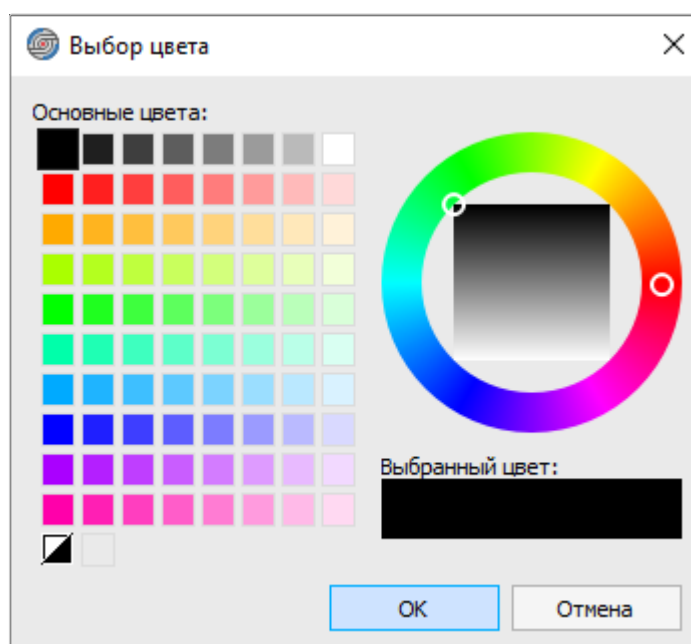 Выбор цвета
Основные цвета:
Выбранный цвет:
OK
Отмена